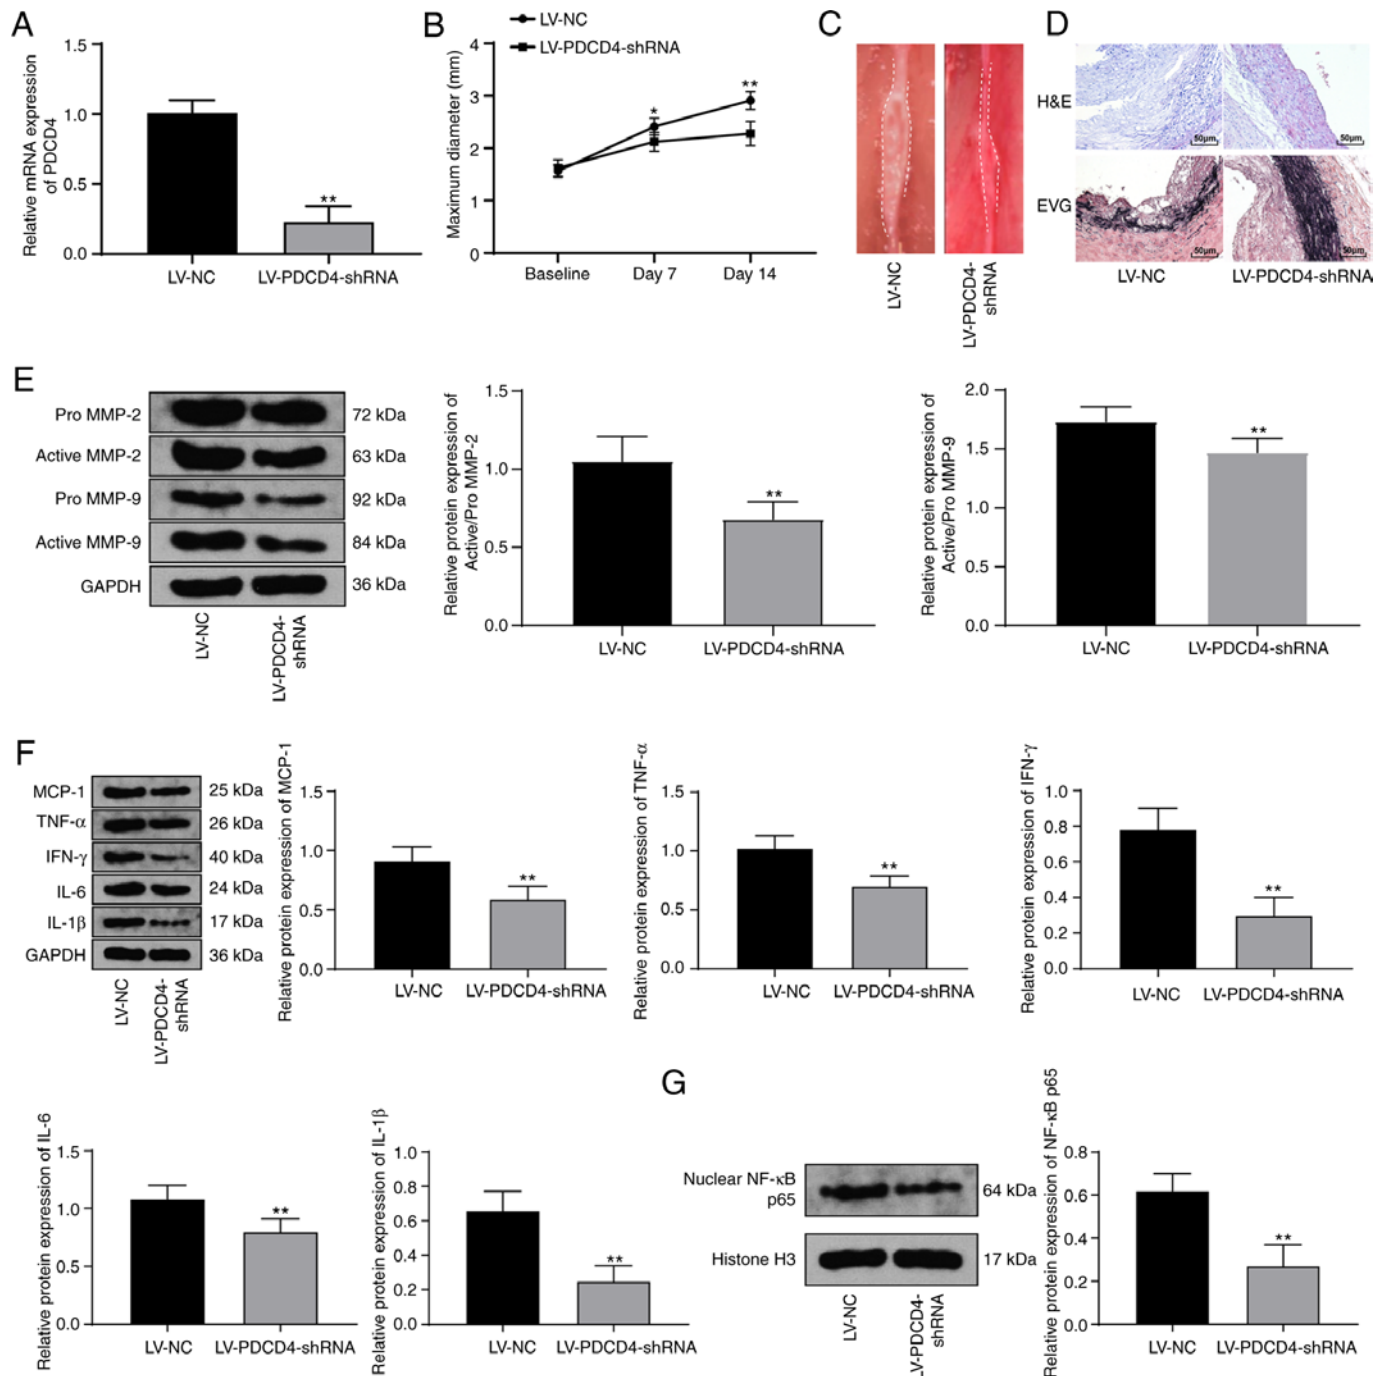 A
Relative mRNA expression
of PDCD4
1.5
1.0
0.5
0.0
**
LV-NC
LV-PDCD4-shRNA
B
LV-NC
LV-PDCD4-shRNA
Maximum diameter (mm)
4
3
2
1
0
*
**
Baseline
Day 7
Day 14
C
LV-NC
LV-PDCD4-
shRNA
D
H&E
EVG
50μm
50μm
50μm
50μm
LV-NC
LV-PDCD4-shRNA
E
Pro MMP-2
72 kDa
Active MMP-2
63 kDa
Pro MMP-9
92 kDa
Active MMP-9
84 kDa
GAPDH
36 kDa
LV-NC
LV-PDCD4-
shRNA
Relative protein expression of
Active/Pro MMP-2
1.5
1.0
0.5
0.0
**
LV-NC
LV-PDCD4-shRNA
Relative protein expression of
Active/Pro MMP-9
2.0
1.5
1.0
0.5
0.0
**
LV-NC
LV-PDCD4-shRNA
F
MCP-1
25 kDa
TNF-α
26 kDa
IFN-γ
40 kDa
IL-6
24 kDa
IL-1β
17 kDa
GAPDH
36 kDa
LV-NC
LV-PDCD4-
shRNA
Relative protein expression of MCP-1
1.5
1.0
0.5
0.0
**
LV-NC
LV-PDCD4-shRNA
Relative protein expression of TNF-α
1.5
1.0
0.5
0.0
**
LV-NC
LV-PDCD4-shRNA
Relative protein expression of IFN-γ
1.0
0.8
0.6
0.4
0.2
0.0
**
LV-NC
LV-PDCD4-shRNA
Relative protein expression of IL-6
1.5
1.0
0.5
0.0
**
LV-NC
LV-PDCD4-shRNA
Relative protein expression of IL-1β
1.0
0.8
0.6
0.4
0.2
0.0
**
LV-NC
LV-PDCD4-shRNA
G
Nuclear NF-κB
p65
64 kDa
Histone H3
17 kDa
LV-NC
LV-PDCD4-
shRNA
Relative protein expression of NF-κB p65
0.8
0.6
0.4
0.2
0.0
**
LV-NC
LV-PDCD4-shRNA